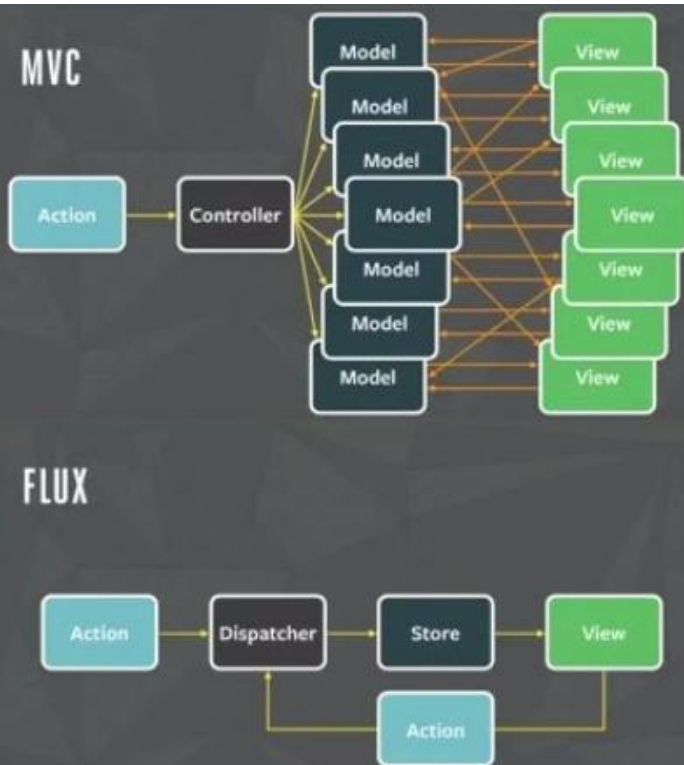 MVC
Model
View
Model
View
Model
View
Action
Controller
Model
View
Model
View
Model
View
Model
View
FLUX
Action
Dispatcher
Store
View
Action